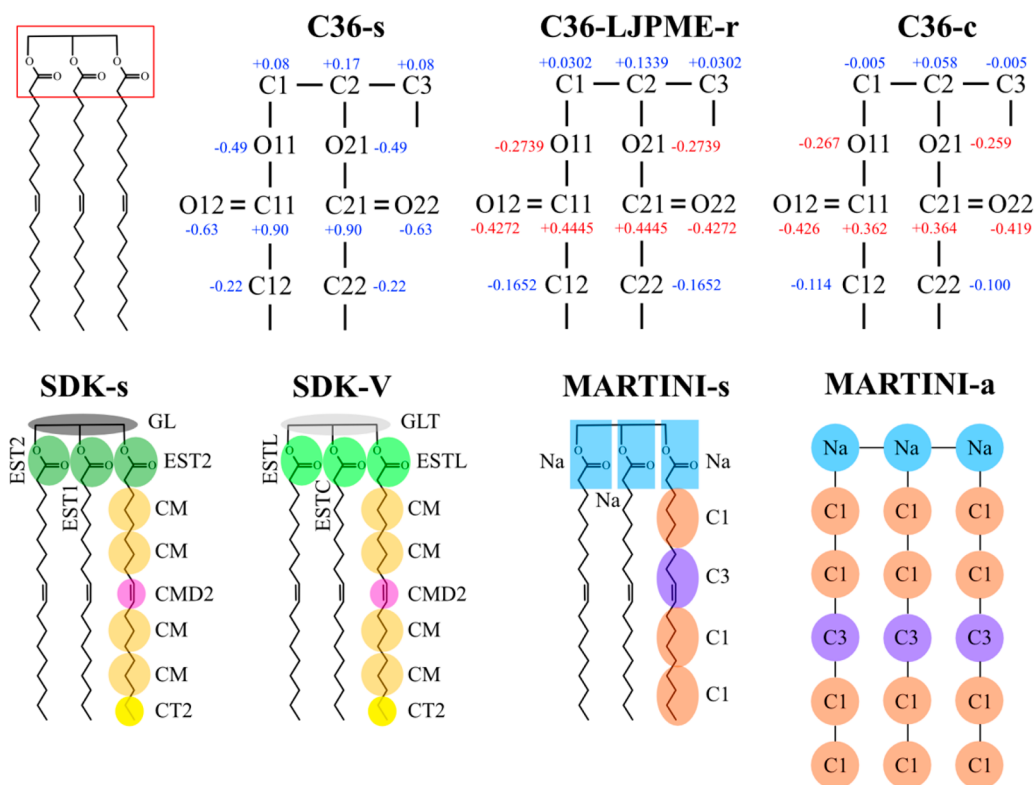 C36-s C36-LJPME-r C36-c
+0.08 +0.17 +0.08 +0.0302 +0.1339 +0.0302 -0.005 +0.058 -0.005
C1 C2 C3 C1 C2 C3 C1 C2 C3
O O O O O O
-0.49 O11 O21 -0.49 -0.2739 O11 O21 -0.2739 -0.267 O11 O21 -0.259
O12 = C11 C21 = O22 O12 = C11 C21 = O22 O12 = C11 C21 = O22
-0.63 +0.90 +0.90 -0.63 -0.4272 +0.4445 +0.4445 -0.4272 -0.426 +0.362 +0.364 -0.419
-0.22 C12 C22 -0.22 -0.1652 C12 C22 -0.1652 -0.114 C12 C22 -0.100
SDK-s SDK-V MARTINI-s MARTINI-a
GL GLT
EST2 O O O O O O EST2
EST1
ESTL O O O O O O ESTL
ESTC
Na O O O O O O Na
Na
Na Na Na
CM CM C1 C1 C1 C1
CM CM C1 C1 C1
CMD2 CMD2 C3 C3 C3 C3
CM CM C1
CM CM C1 C1 C1 C1
CT2 CT2
C1 C1 C1